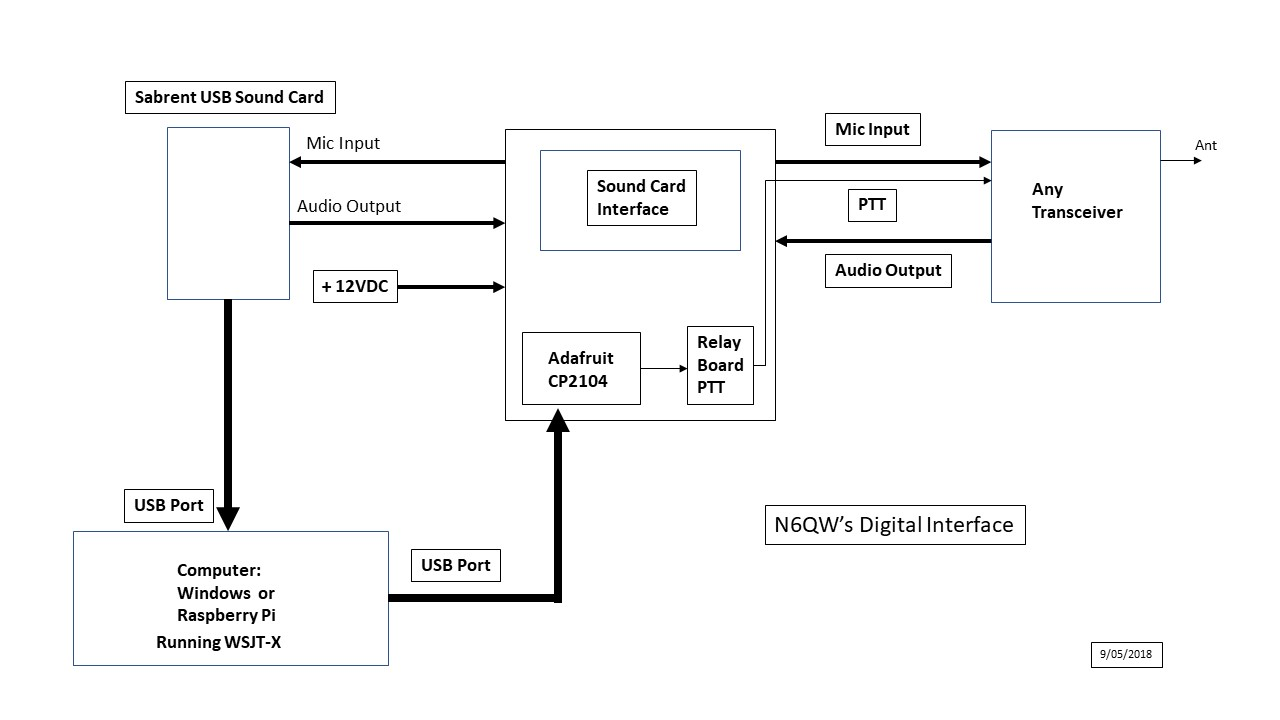 Sabrent USB Sound Card
Mic Input
Audio Output
+ 12VDC
Sound Card
Interface
Adafruit
CP2104
Relay
Board
PTT
Mic Input
PTT
Audio Output
Any
Transceiver
Ant
USB Port
Computer:
Windows or
Raspberry Pi
Running WSJT-X
USB Port
N6QW’s Digital Interface
9/05/2018